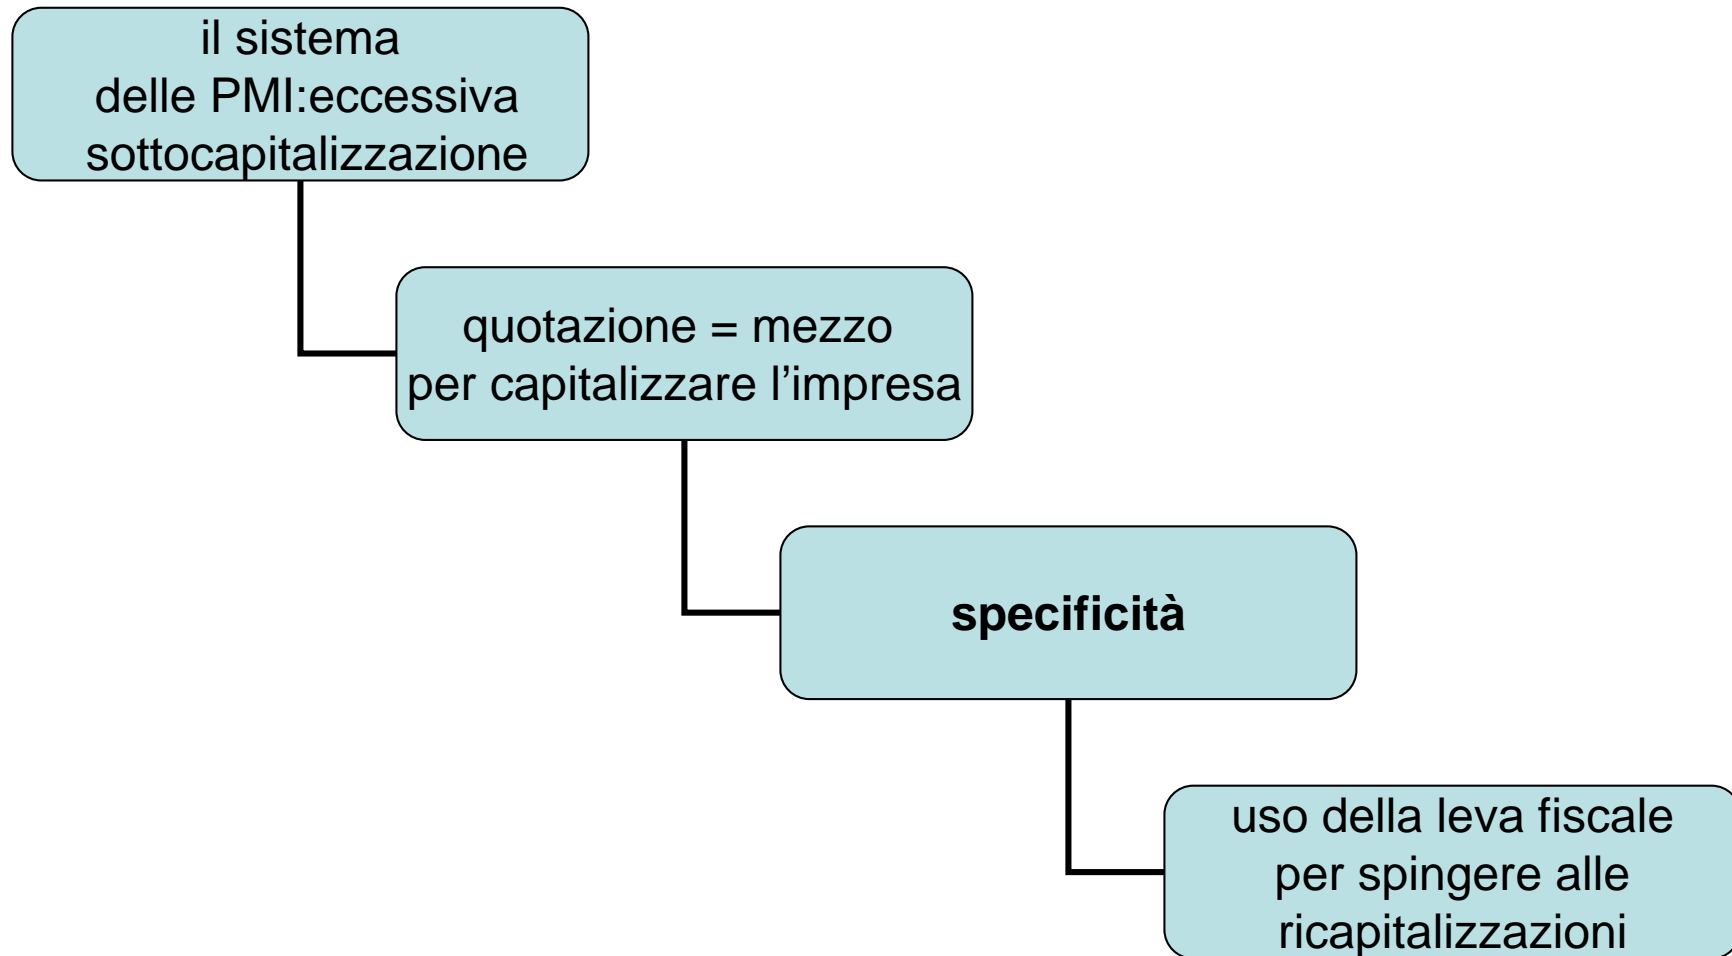 il sistema
delle PMI:eccessiva
sottocapitalizzazione
quotazione = mezzo
per capitalizzare l’impresa
specificità
uso della leva fiscale
per spingere alle
ricapitalizzazioni